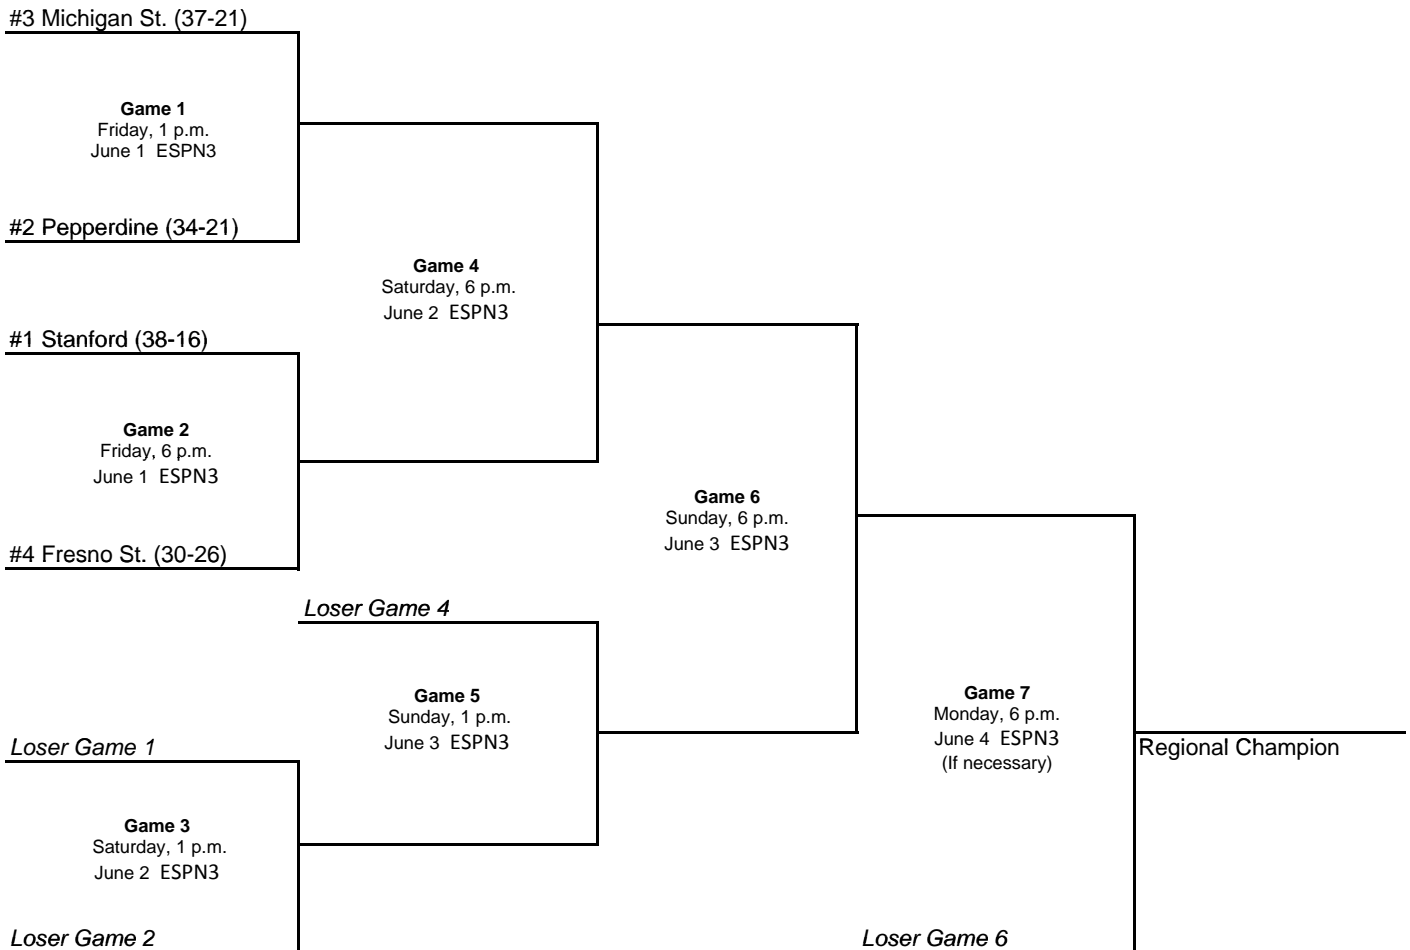 #3 Michigan St. (37-21)
Game 1
Friday, 1 p.m.
June 1 ESPN3
#2 Pepperdine (34-21)
Game 4
Saturday, 6 p.m.
June 2 ESPN3
#1 Stanford (38-16)
Game 2
Friday, 6 p.m.
June 1 ESPN3
#4 Fresno St. (30-26)
Game 6
Sunday, 6 p.m.
June 3 ESPN3
Loser Game 4
Game 5
Sunday, 1 p.m.
June 3 ESPN3
Loser Game 1
Game 3
Saturday, 1 p.m.
June 2 ESPN3
Loser Game 2
Game 7
Monday, 6 p.m.
June 4 ESPN3
(If necessary)
Regional Champion
Loser Game 6